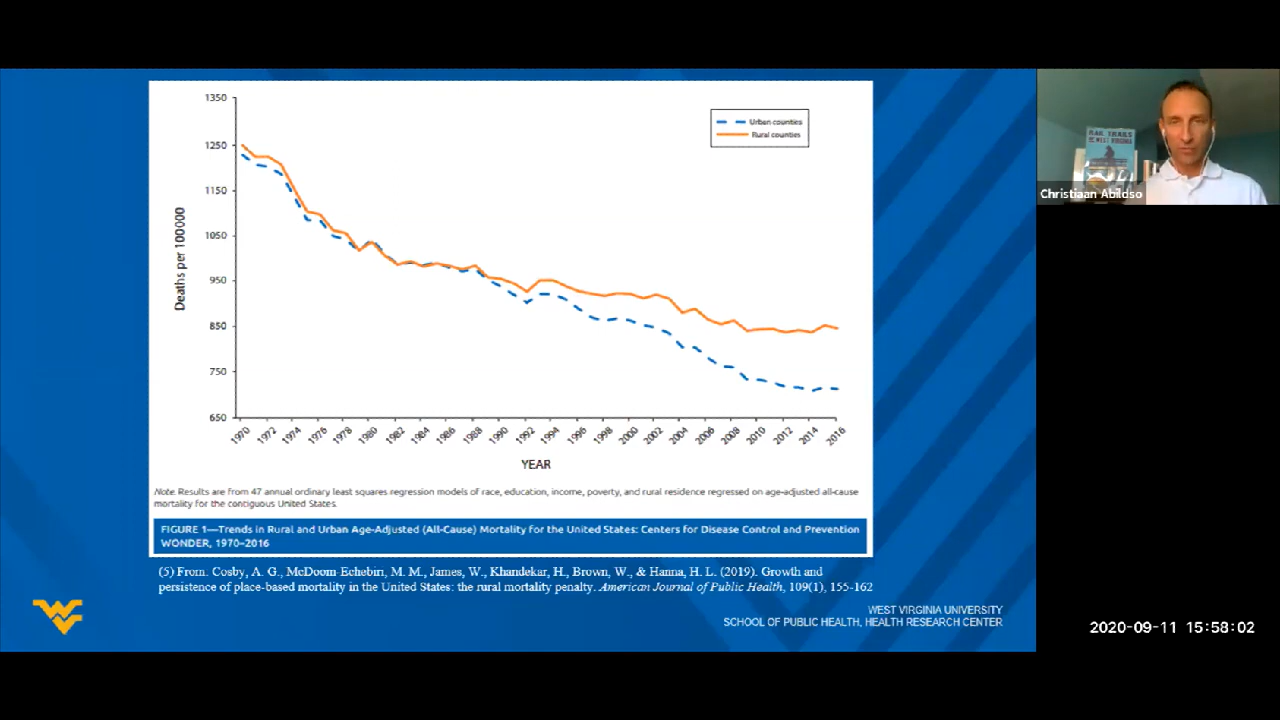 1350
1250
1150
1050
950
850
750
650
Deaths per 100000
Urban counties
Rural counties
1970
1972
1974
1976
1978
1980
1982
1984
1986
1988
1990
1992
1994
1996
1998
2000
2002
2004
2006
2008
2010
2012
2014
2016
YEAR
Note. Results are from 47 annual ordinary least squares regression models of race, education, income, poverty, and rural residence regressed on age-adjusted all-cause
mortality for the contiguous United States.
FIGURE 1—Trends in Rural and Urban Age-Adjusted (All-Cause) Mortality for the United States: Centers for Disease Control and Prevention
WONDER, 1970–2016
(5) From. Cosby, A. G., McDoom-Echebiri, M. M., James, W., Khandekar, H., Brown, W., & Hanna, H. L. (2019). Growth and
persistence of place-based mortality in the United States: the rural mortality penalty. American Journal of Public Health, 109(1), 155-162
WEST VIRGINIA UNIVERSITY
SCHOOL OF PUBLIC HEALTH, HEALTH RESEARCH CENTER
RAIL TRAILS
Christiaan Abildso
2020-09-11 15:58:02